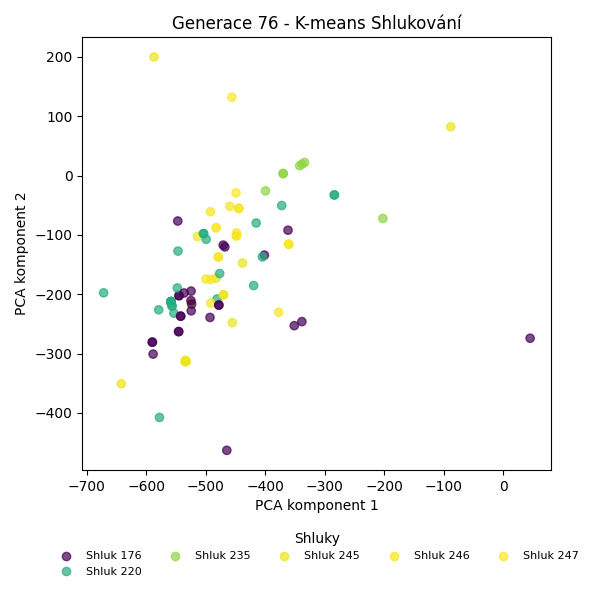 Generace 76 - K-means Shlukování
PCA komponent 2
200
100
0
−100
−200
−300
−400
−700 −600 −500 −400 −300 −200 −100 0
PCA komponent 1
Shluky
Shluk 176 Shluk 235 Shluk 245 Shluk 246 Shluk 247
Shluk 220